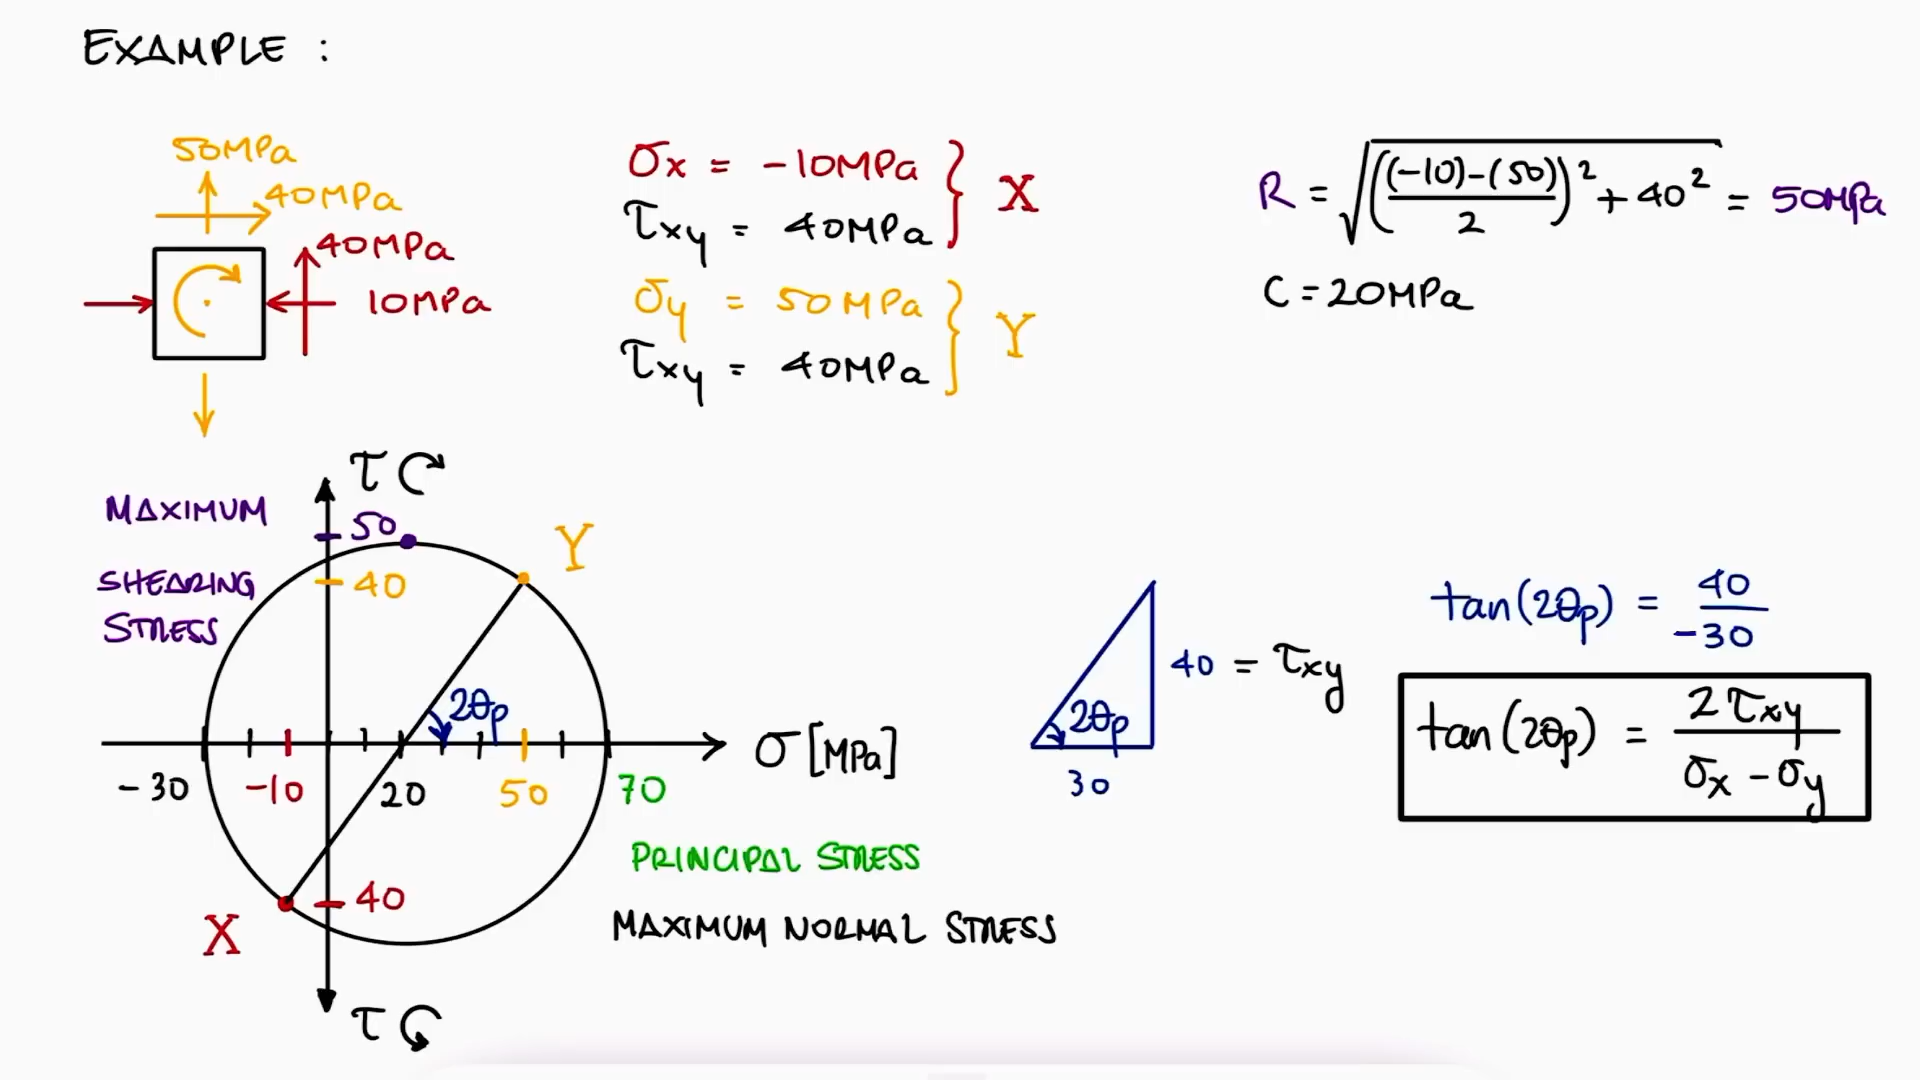 EXAMPLE :
50MPa
40MPa
40MPa
10MPa
σx = -10MPa } X
τxy = 40MPa
σy = 50MPa } Y
τxy = 40MPa
R = √(((-10)-(50))/2)² + 40² = 50MPa
C = 20MPa
τ
MAXIMUM
SHEARING
STRESS
50
40
Y
2θp
σ [MPa]
-30 -10 20 50 70
PRINCIPAL STRESS
MAXIMUM NORMAL STRESS
40
X
τ
2θp
40 = τxy
30
tan(2θp) = 40/-30
tan(2θp) = 2τxy/σx - σy